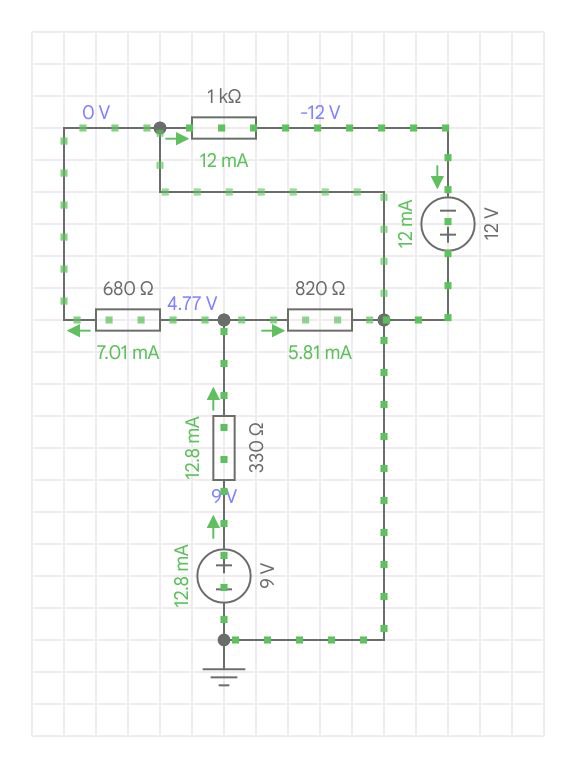 1 kΩ
0 V
-12 V
12 mA
12 mA
12 V
680 Ω
4.77 V
820 Ω
7.01 mA
5.81 mA
12.8 mA
330 Ω
9 V
12.8 mA
9 V